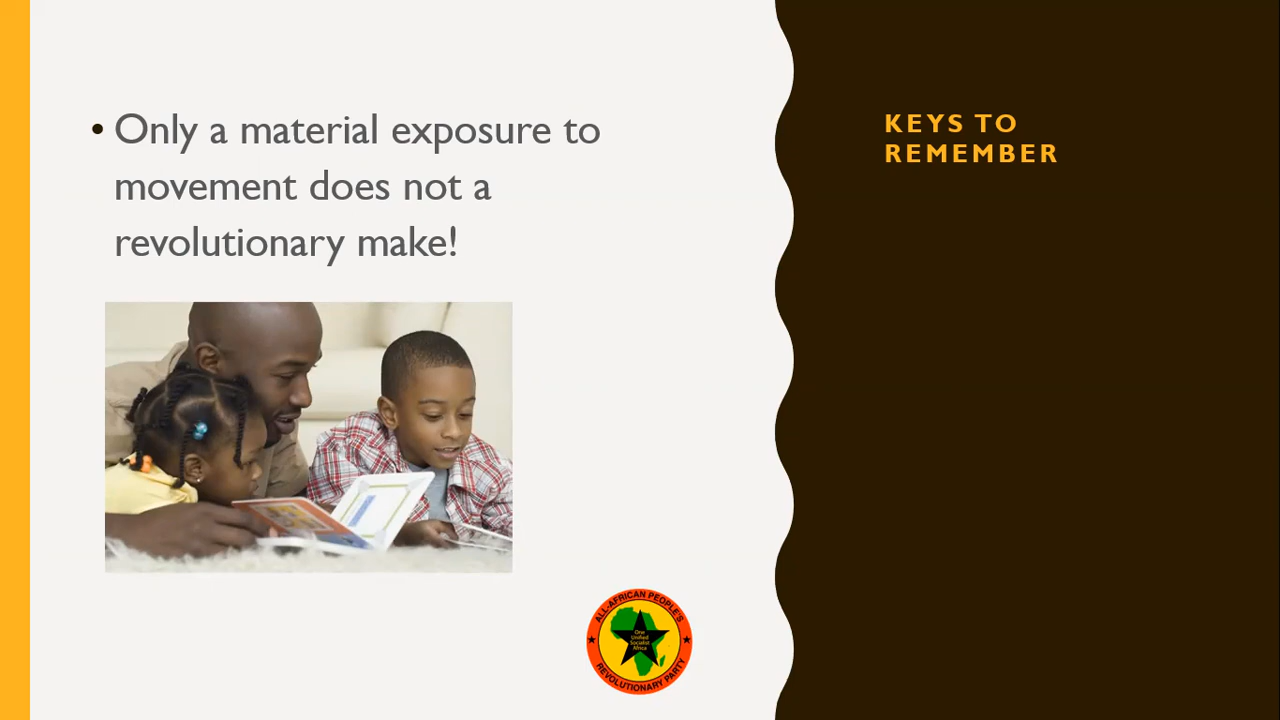 • Only a material exposure to
movement does not a
revolutionary make!
KEYS TO
REMEMBER
ALL-AFRICAN PEOPLE'S
One
Unified
Socialist
Africa
REVOLUTIONARY PARTY